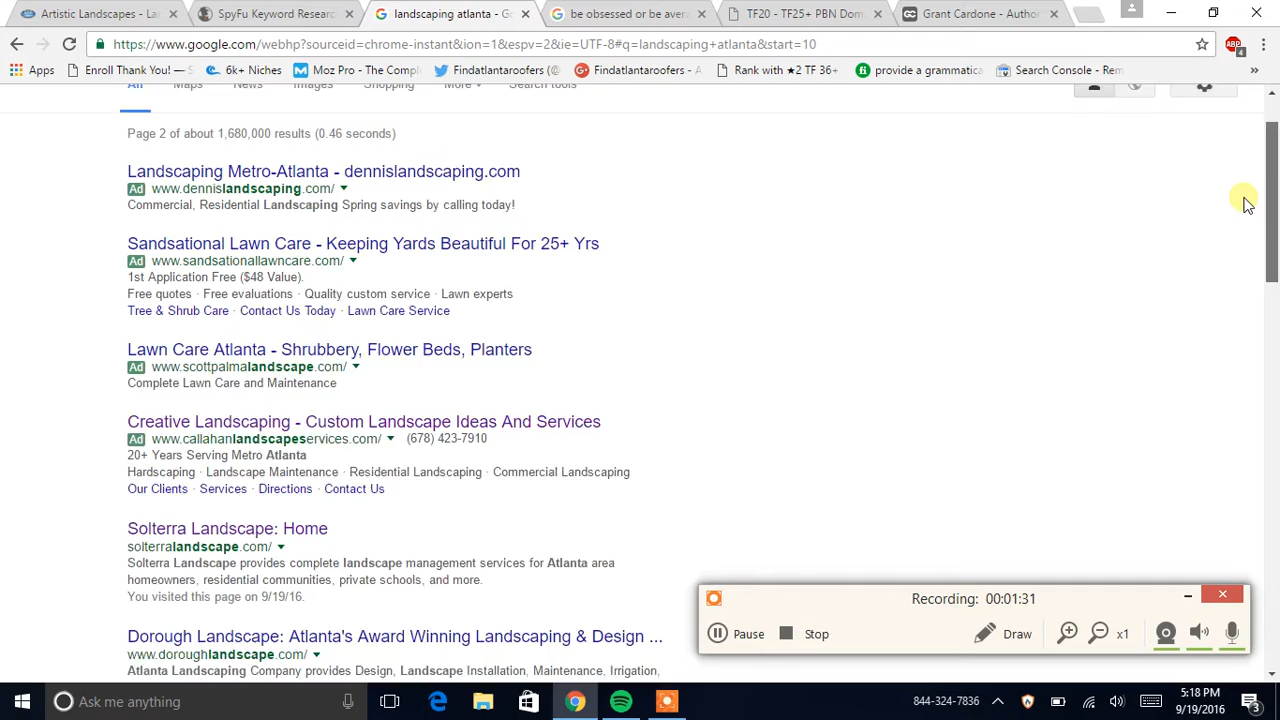 Artistic Landscapes - Lan
SpyFu Keyword Research
landscaping atlanta - Go
be obsessed or be avera
TF20 - TF25+ PBN Dom
Grant Cardone - Author
https://www.google.com/webhp?sourceid=chrome-instant&ion=1&espv=2&ie=UTF-8#q=landscaping+atlanta&start=10
ABP
4
Apps
Enroll Thank You! — S
6k+ Niches
Moz Pro - The Compl
Findatlantaroofers (@
Findatlantaroofers - A
Rank with ★2 TF 36+
provide a grammatica
Search Console - Rem
»
All Maps News Images Shopping More Search tools
Page 2 of about 1,680,000 results (0.46 seconds)
Landscaping Metro-Atlanta - dennislandscaping.com
Ad www.dennislandscaping.com/
Commercial, Residential Landscaping Spring savings by calling today!
Sandsational Lawn Care - Keeping Yards Beautiful For 25+ Yrs
Ad www.sandsationallawncare.com/
1st Application Free ($48 Value).
Free quotes · Free evaluations · Quality custom service · Lawn experts
Tree & Shrub Care · Contact Us Today · Lawn Care Service
Lawn Care Atlanta - Shrubbery, Flower Beds, Planters
Ad www.scottpalmalandscape.com/
Complete Lawn Care and Maintenance
Creative Landscaping - Custom Landscape Ideas And Services
Ad www.callahanlandscapeservices.com/ (678) 423-7910
20+ Years Serving Metro Atlanta
Hardscaping · Landscape Maintenance · Residential Landscaping · Commercial Landscaping
Our Clients · Services · Directions · Contact Us
Solterra Landscape: Home
solterralandscape.com/
Solterra Landscape provides complete landscape management services for Atlanta area
homeowners, residential communities, private schools, and more.
You visited this page on 9/19/16.
Dorough Landscape: Atlanta's Award Winning Landscaping & Design ...
www.doroughlandscape.com/
Atlanta Landscaping Company provides Design, Landscape Installation, Maintenance, Irrigation,
Recording: 00:01:31
Pause Stop Draw x1
Ask me anything
844-324-7836
5:18 PM
9/19/2016
3